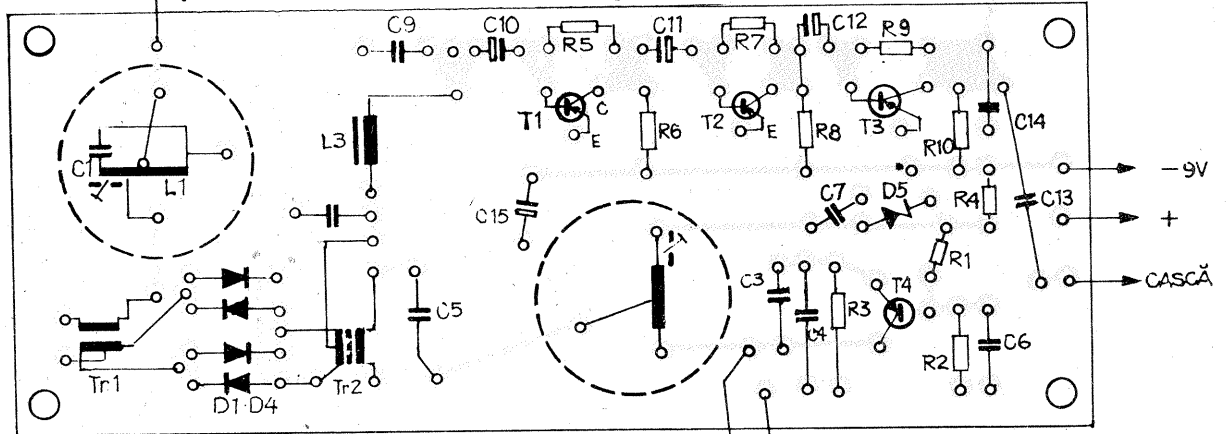 C9
C10
R5
C11
R7
C12
R9
T1
C
E
R6
T2
E
R8
T3
R10
C14
C1
L1
L3
-9V
C15
C7
D5
R4
C13
+
R1
CASCĂ
C5
C3
C4
R3
T4
R2
C6
Tr1
D1·D4
Tr2